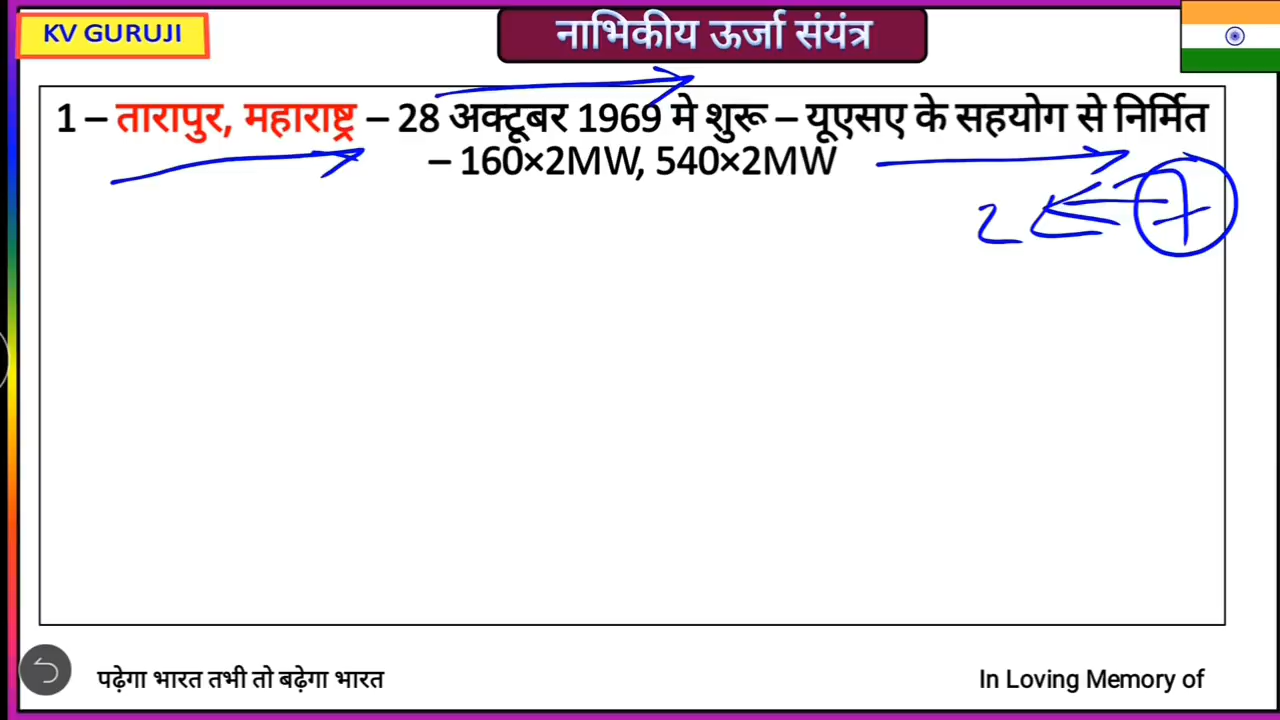 KV GURUJI
नाभिकीय ऊर्जा संयंत्र
1 – तारापुर, महाराष्ट्र – 28 अक्टूबर 1969 मे शुरू – यूएसए के सहयोग से निर्मित
– 160×2MW, 540×2MW
2
7
पढ़ेगा भारत तभी तो बढ़ेगा भारत
In Loving Memory of